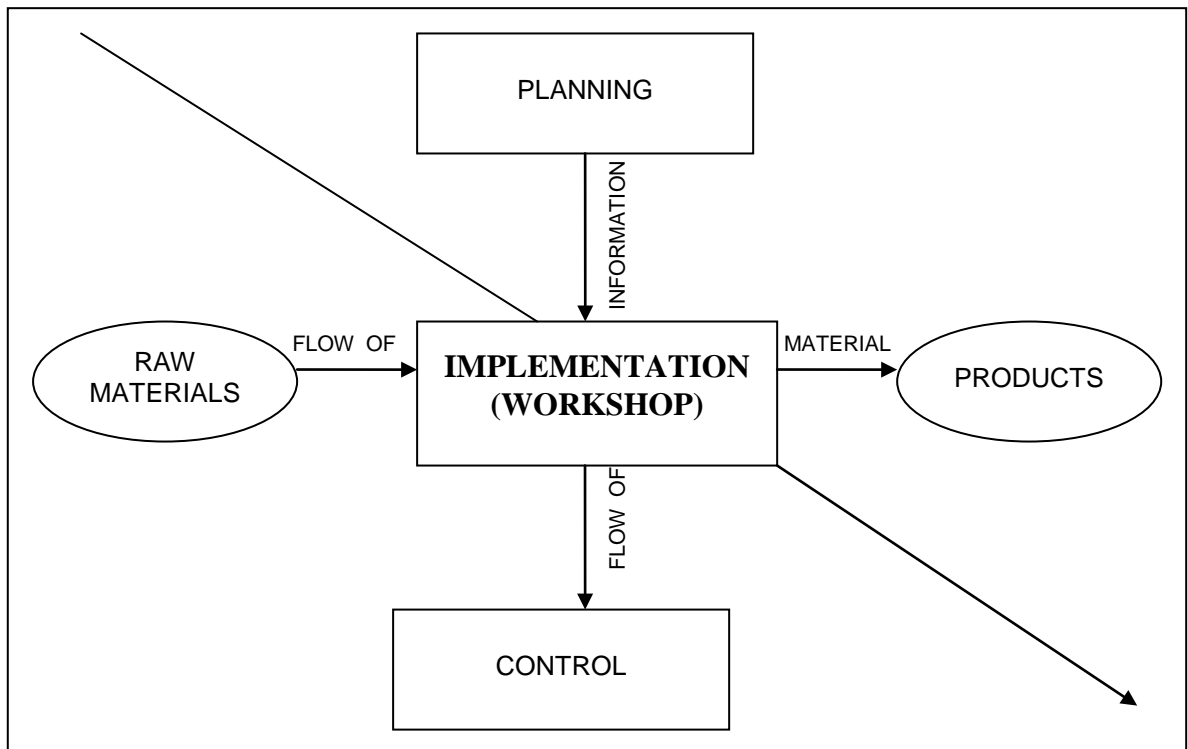 PLANNING
INFORMATION
RAW
MATERIALS
FLOW OF
IMPLEMENTATION
(WORKSHOP)
MATERIAL
PRODUCTS
FLOW OF
CONTROL